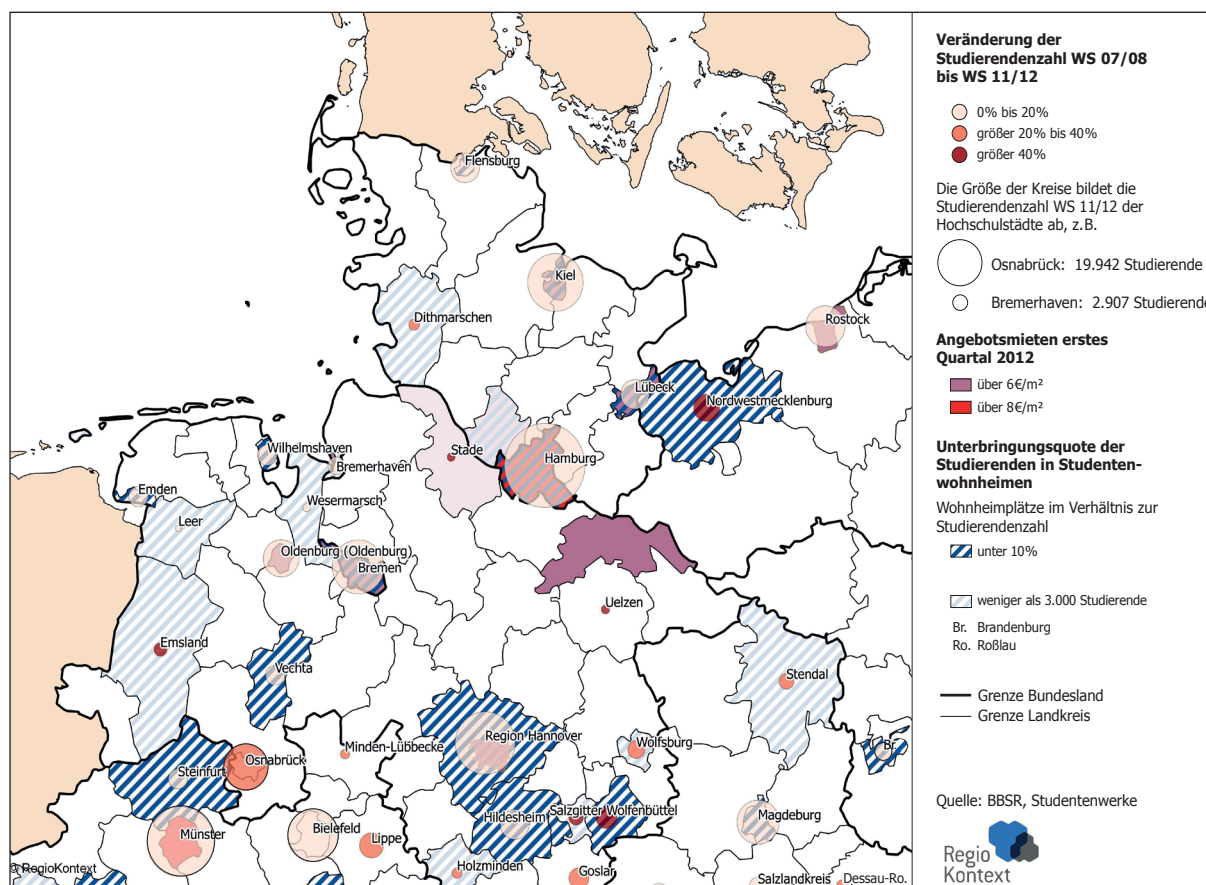 Flensburg
Kiel
Rostock
Dithmarschen
Lübeck
Nordwestmecklenburg
Wilhelmshaven
Bremerhaven
Stade
Hamburg
Emden
Wesermarsch
Leer
Oldenburg (Oldenburg)
Bremen
Uelzen
Emsland
Vechta
Stendal
Region Hannover
Minden-Lübbecke
Wolfsburg
Br.
Osnabrück
Steinfurt
Salzgitter
Wolfenbüttel
Hildesheim
Magdeburg
Münster
Bielefeld
Lippe
Holzminden
Goslar
Salzlandkreis
Dessau-Ro.
© RegioKontext
Veränderung der
Studierendenzahl WS 07/08
bis WS 11/12
0% bis 20%
größer 20% bis 40%
größer 40%
Die Größe der Kreise bildet die
Studierendenzahl WS 11/12 der
Hochschulstädte ab, z.B.
Osnabrück: 19.942 Studierende
Bremerhaven: 2.907 Studierende
Angebotsmieten erstes
Quartal 2012
über 6€/m²
über 8€/m²
Unterbringungsquote der
Studierenden in Studenten-
wohnheimen
Wohnheimplätze im Verhältnis zur
Studierendenzahl
unter 10%
weniger als 3.000 Studierende
Br. Brandenburg
Ro. Roßlau
Grenze Bundesland
Grenze Landkreis
Quelle: BBSR, Studentenwerke
Regio
Kontext